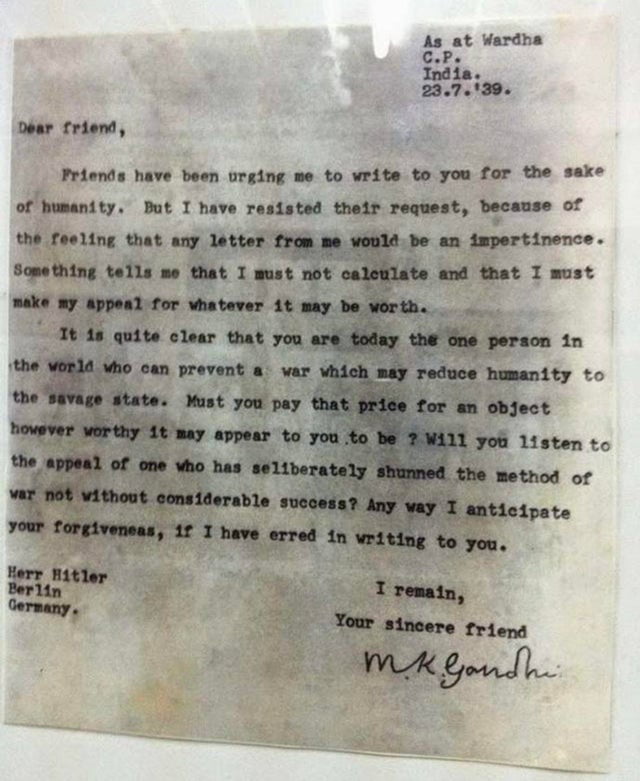 As at Wardha
C.P.
India.
23.7.'39.
Dear friend,
Friends have been urging me to write to you for the sake
of humanity. But I have resisted their request, because of
the feeling that any letter from me would be an impertinence.
Something tells me that I must not calculate and that I must
make my appeal for whatever it may be worth.
It is quite clear that you are today the one person in
the world who can prevent a war which may reduce humanity to
the savage state. Must you pay that price for an object
however worthy it may appear to you to be ? Will you listen to
the appeal of one who has seliberately shunned the method of
war not without considerable success? Any way I anticipate
your forgiveness, if I have erred in writing to you.
Herr Hitler
Berlin
Germany.
I remain,
Your sincere friend
M.K.Gandhi